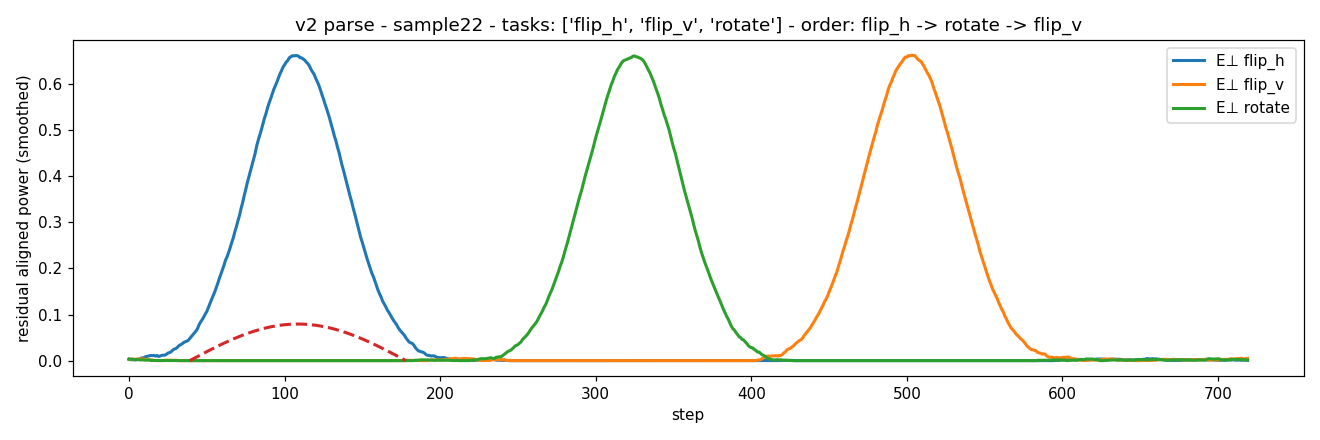 v2 parse - sample22 - tasks: ['flip_h', 'flip_v', 'rotate'] - order: flip_h -> rotate -> flip_v
residual aligned power (smoothed)
0.6
0.5
0.4
0.3
0.2
0.1
0.0
E⊥ flip_h
E⊥ flip_v
E⊥ rotate
0 100 200 300 400 500 600 700
step